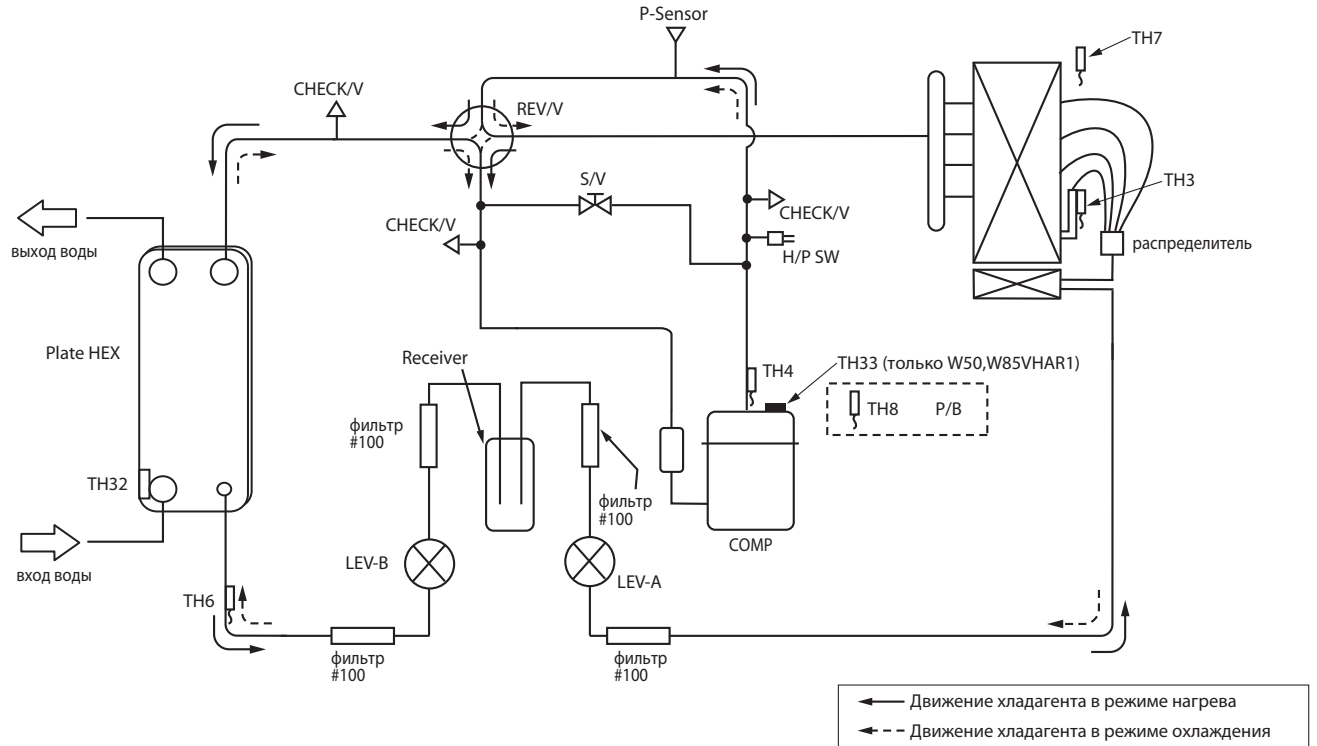 P-Sensor
TH7
CHECK/V
REV/V
TH3
S/V
CHECK/V
CHECK/V
H/P SW
распределитель
выход воды
Plate HEX
Receiver
TH4
TH33 (только W50,W85VHAR1)
TH8 P/B
фильтр
#100
фильтр
#100
TH32
COMP
LEV-B
LEV-A
вход воды
TH6
фильтр
#100
фильтр
#100
Движение хладагента в режиме нагрева
Движение хладагента в режиме охлаждения